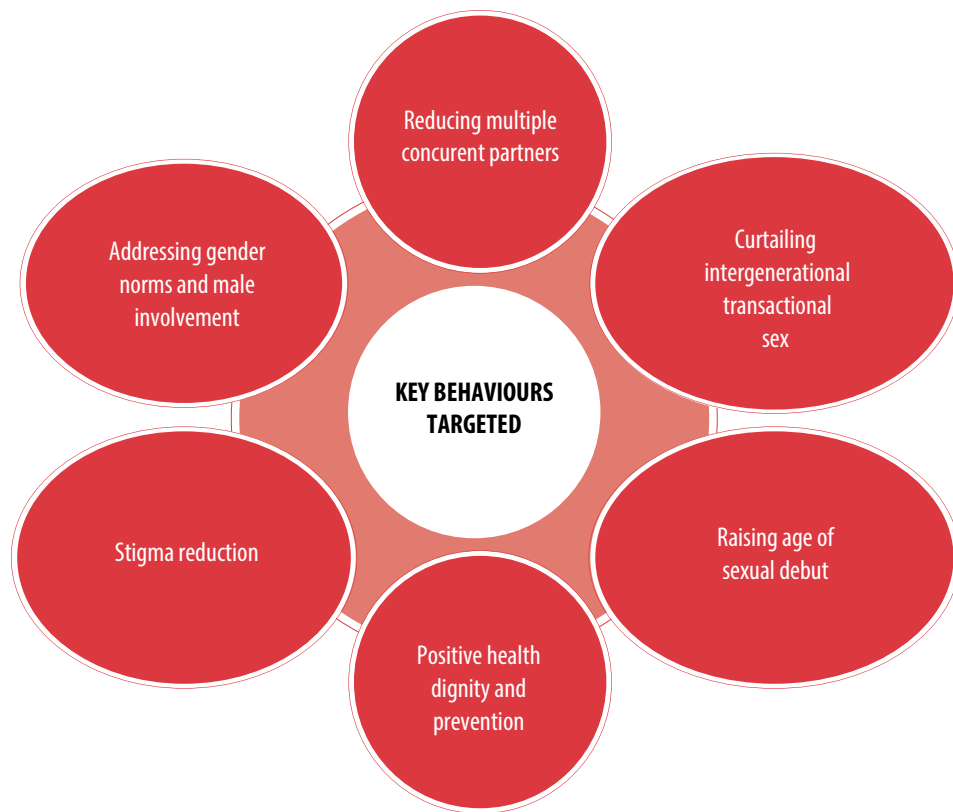 Reducing multiple
concurent partners
Addressing gender
norms and male
involvement
Curtailing
intergenerational
transactional
sex
KEY BEHAVIOURS
TARGETED
Stigma reduction
Raising age of
sexual debut
Positive health
dignity and
prevention